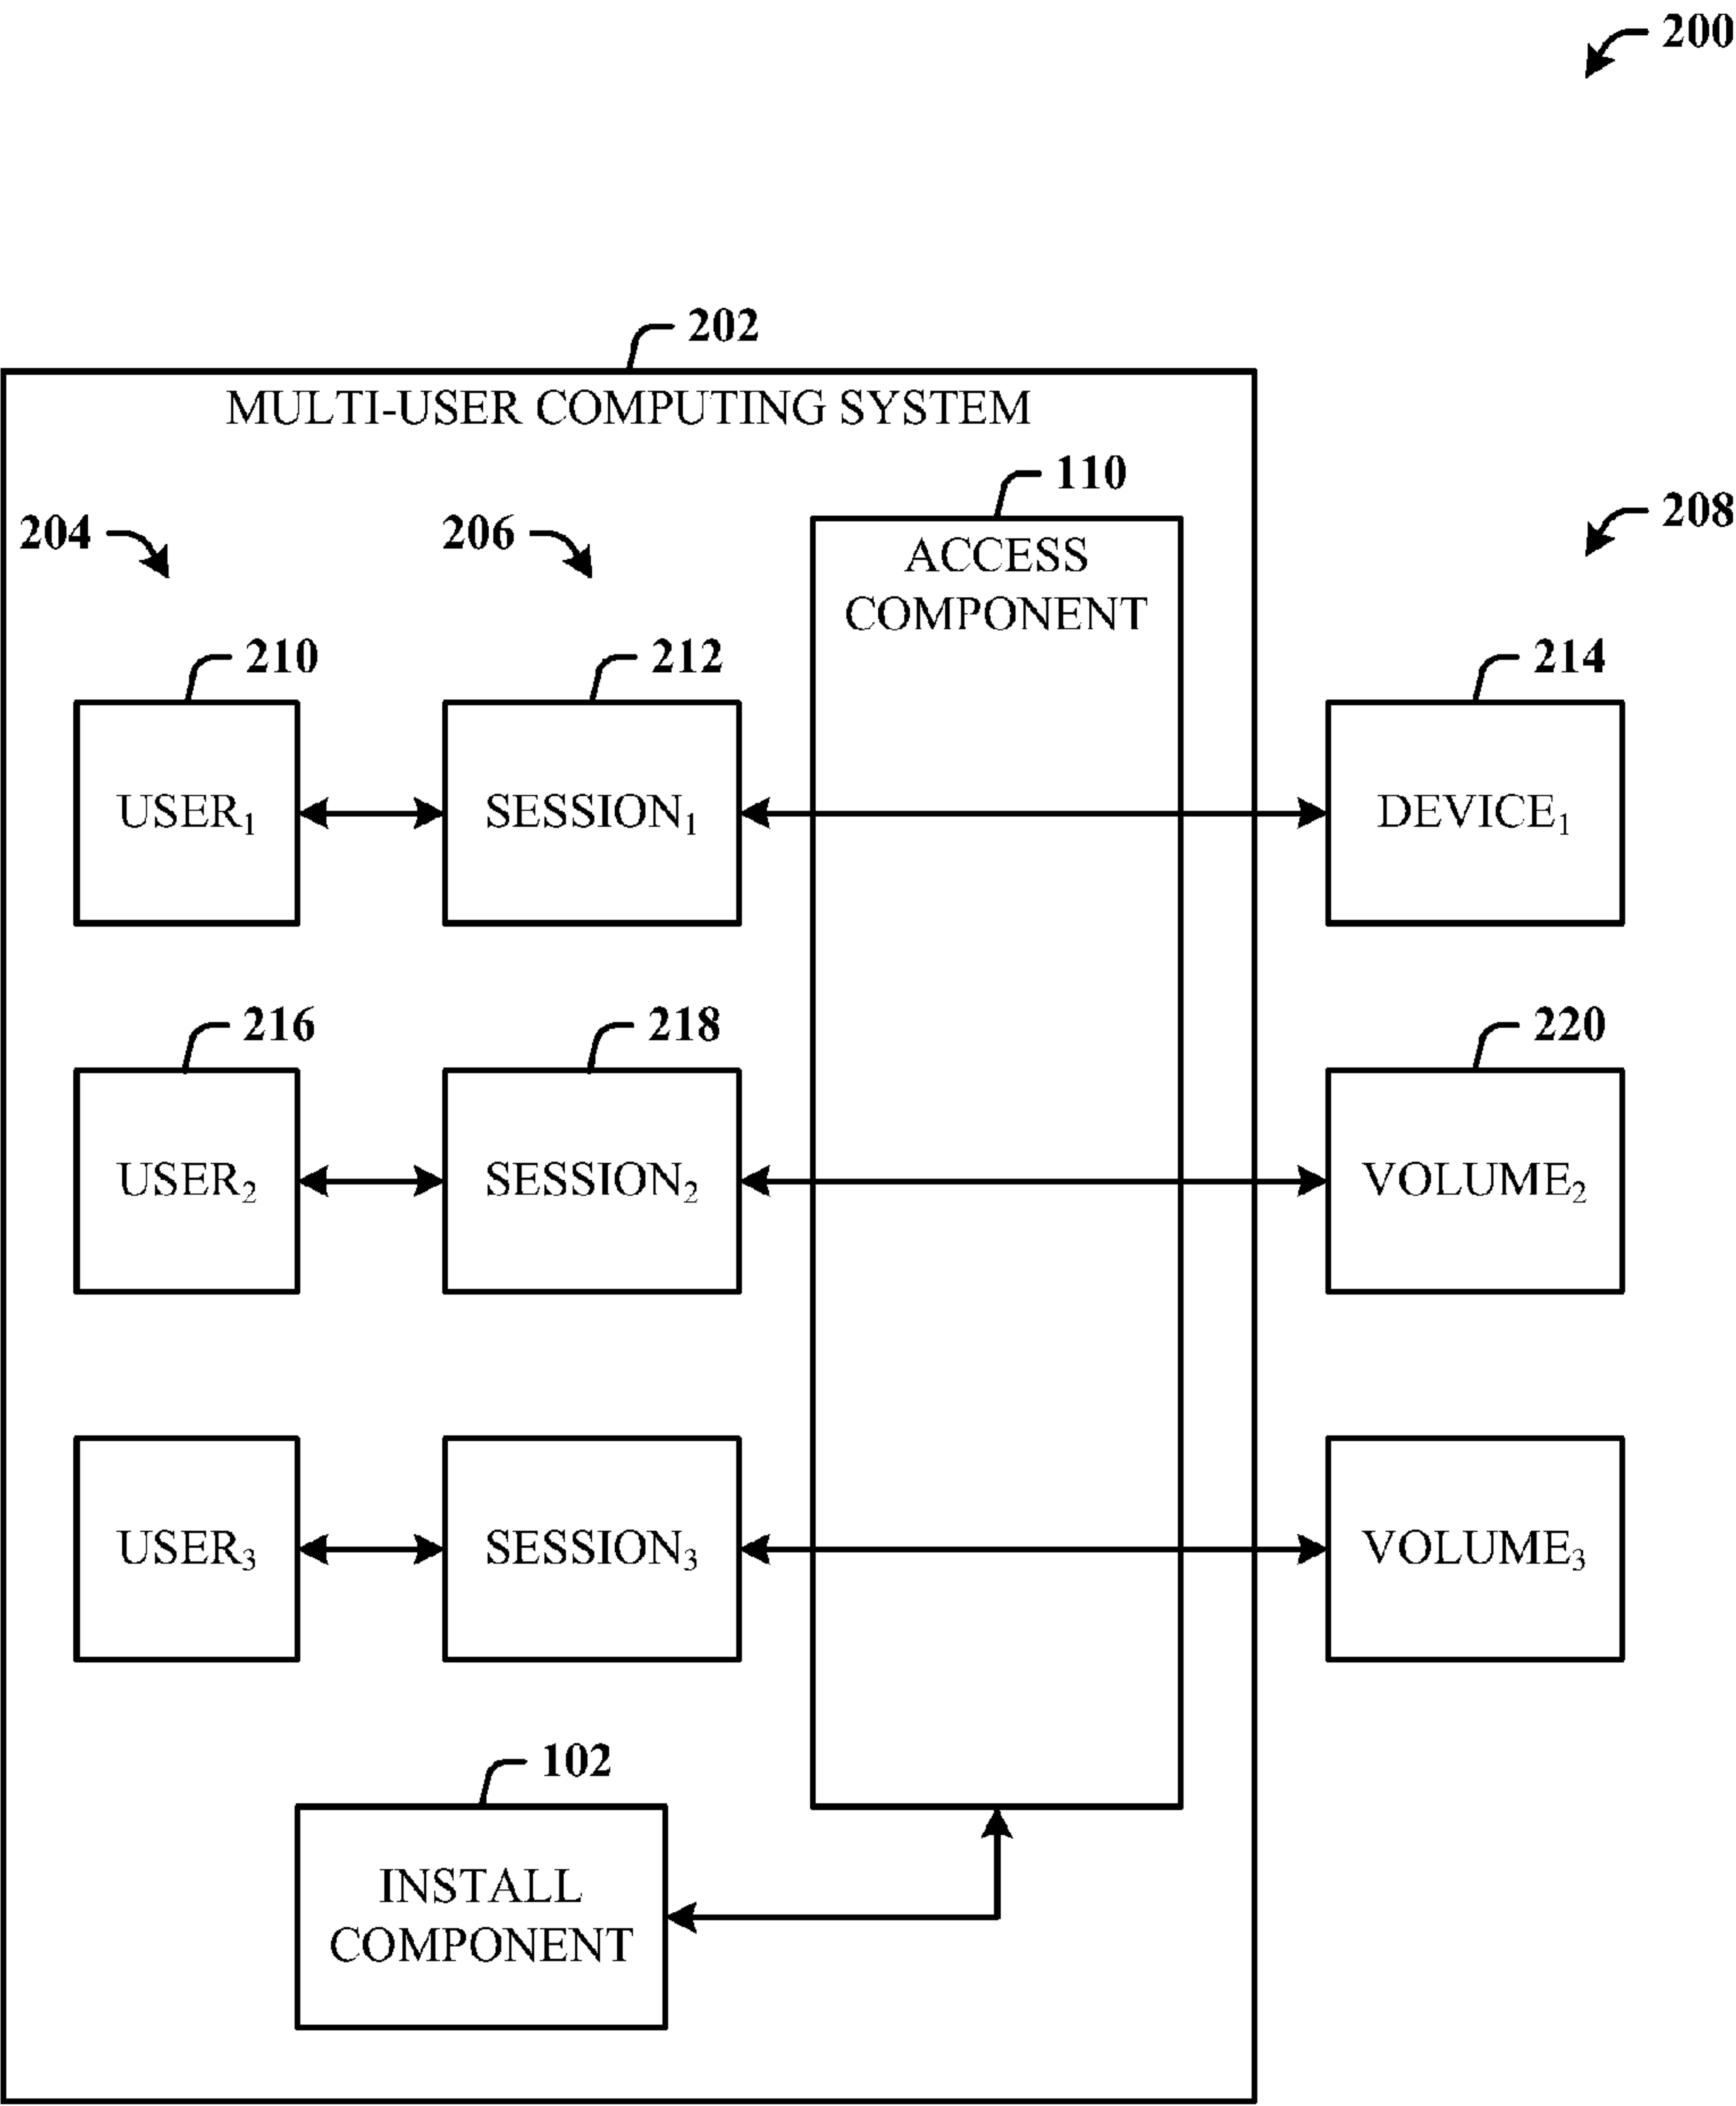 200
202
MULTI-USER COMPUTING SYSTEM
110
204
206
208
ACCESS
COMPONENT
210
212
214
USER₁
SESSION₁
DEVICE₁
216
218
220
USER₂
SESSION₂
VOLUME₂
USER₃
SESSION₃
VOLUME₃
102
INSTALL
COMPONENT